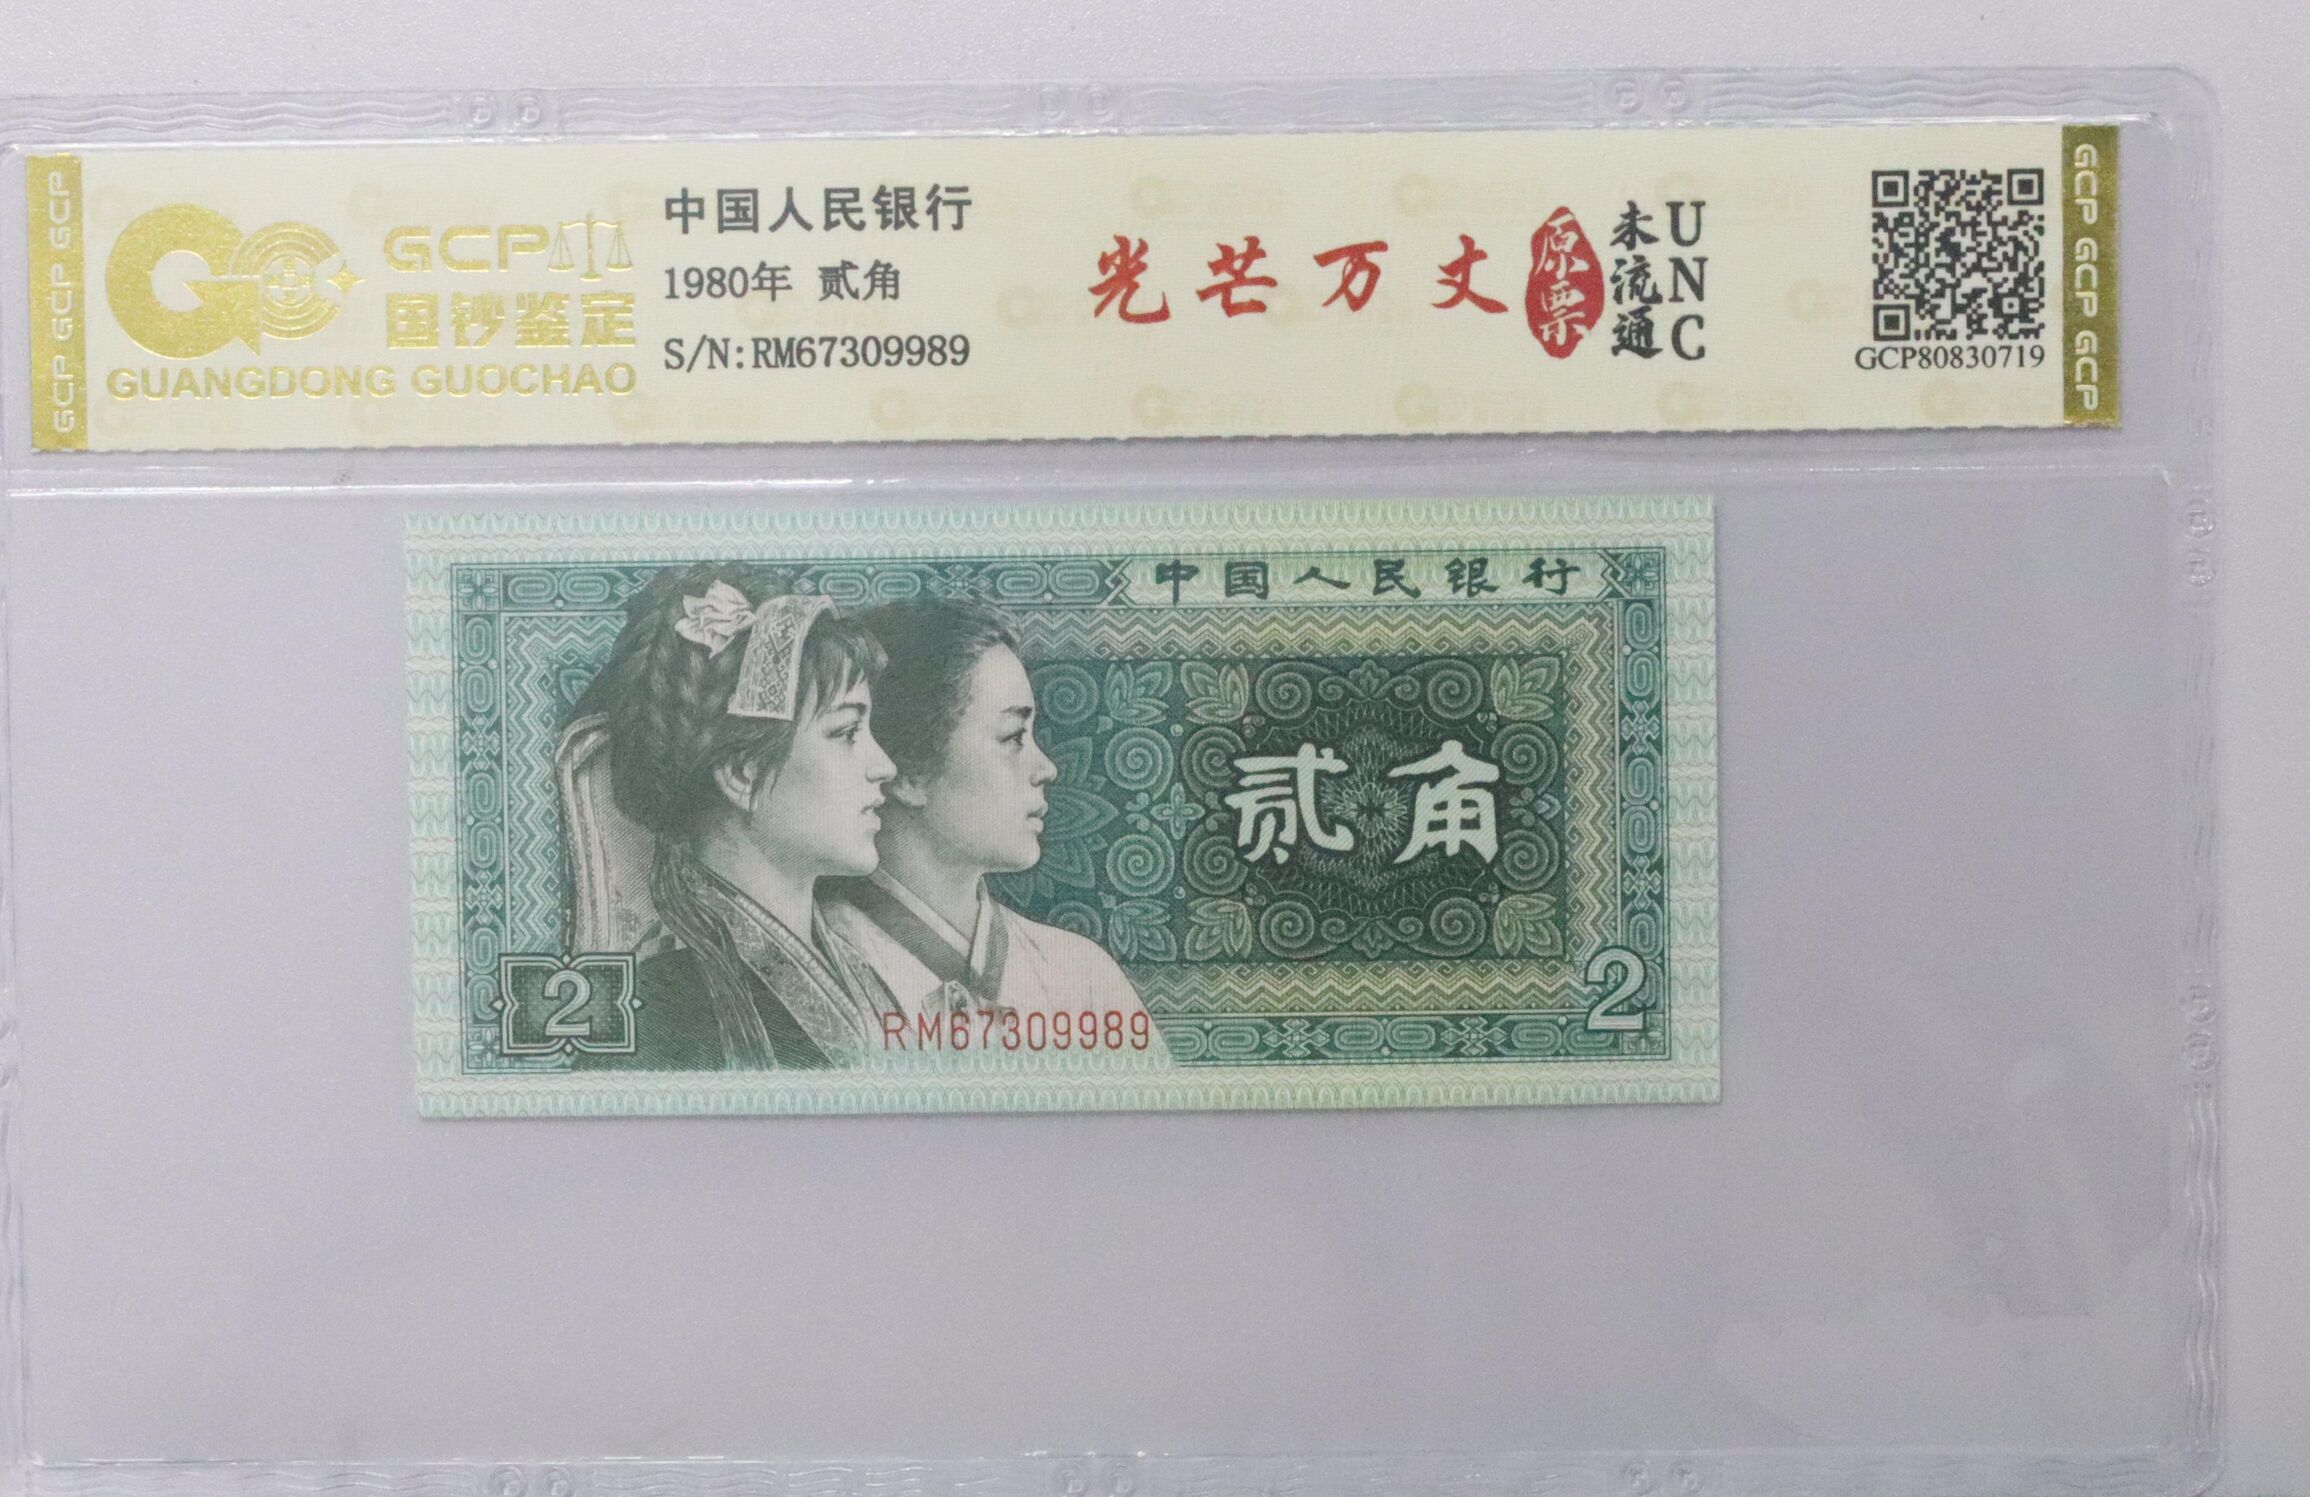 GCP GCP GCP
GCP
国钞鉴定
GUANGDONG GUOCHAO
中国人民银行
1980年 贰角
S/N:RM67309989
光芒万丈
原票
未流通
UNC
GCP80830719
GCP GCP GCP
中国人民银行
贰角
2
2
RM67309989